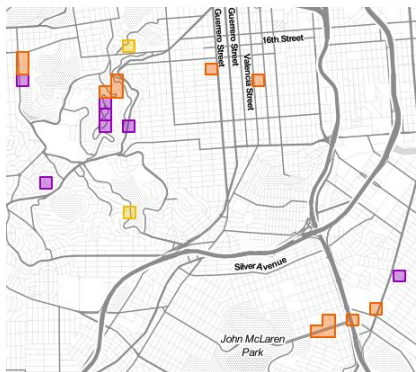 Guerrero Street
Guerrero Street
16th Street
Valencia Street
Silver Avenue
John McLaren
Park